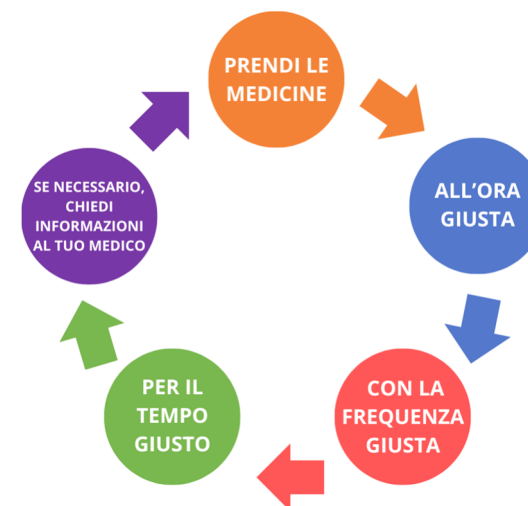 PRENDI LE
MEDICINE
ALL'ORA
GIUSTA
CON LA
FREQUENZA
GIUSTA
PER IL
TEMPO
GIUSTO
SE NECESSARIO,
CHIEDI
INFORMAZIONI
AL TUO MEDICO